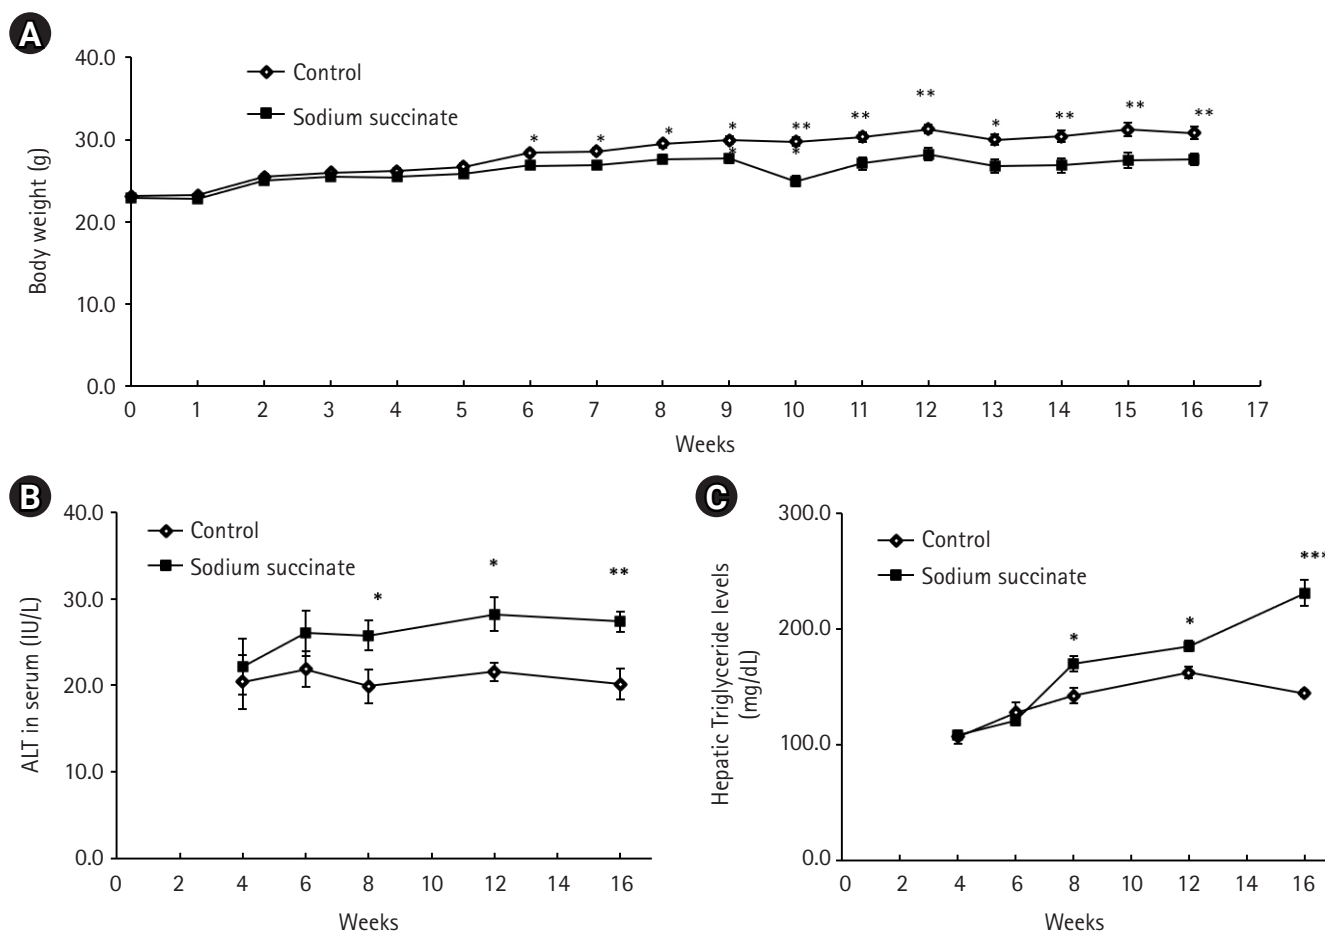 A
40.0
30.0
20.0
10.0
0.0
Body weight (g)
Control
Sodium succinate
* * * * ** ** ** * ** ** **
* *
0 1 2 3 4 5 6 7 8 9 10 11 12 13 14 15 16 17
Weeks
B
40.0
30.0
20.0
10.0
0.0
ALT in serum (IU/L)
Control
Sodium succinate
* * **
0 2 4 6 8 10 12 14 16
Weeks
C
300.0
200.0
100.0
0.0
Hepatic Triglyceride levels
(mg/dL)
Control
Sodium succinate
* * ***
0 2 4 6 8 10 12 14 16
Weeks